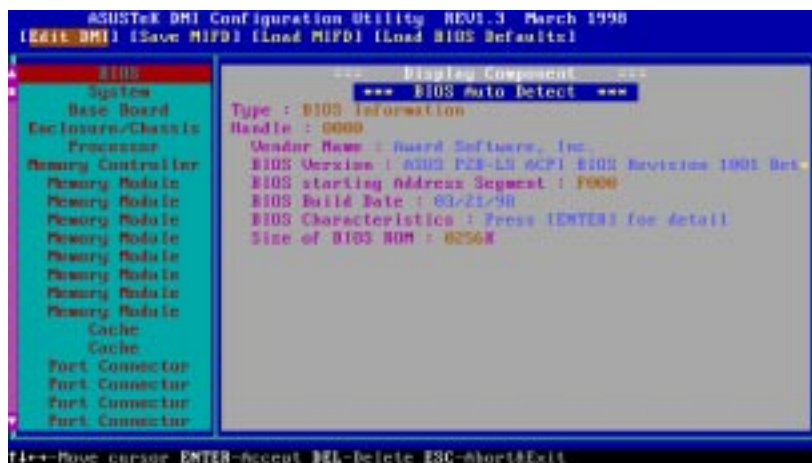 ASUSTeK DMI Configuration Utility REV1.3 March 1998
[Edit DMI] [Save MIFD] [Load MIFD] [Load BIOS Defaults]
BIOS
System
Base Board
Enclosure/Chassis
Processor
Memory Controller
Memory Module
Memory Module
Memory Module
Memory Module
Memory Module
Memory Module
Memory Module
Memory Module
Cache
Cache
Port Connector
Port Connector
Port Connector
Port Connector
--- Display Component ---
*** BIOS Auto Detect ***
Type : BIOS Information
Handle : 0000
Vendor Name : Award Software, Inc.
BIOS Version : ASUS P2B-LS ACPI BIOS Revision 1001 Bet
BIOS starting Address Segment : F000
BIOS Build Date : 03/21/98
BIOS Characteristics : Press [ENTER] for detail
Size of BIOS ROM : 0256K
↑↓←→-Move cursor ENTER-Accept DEL-Delete ESC-Abort&Exit